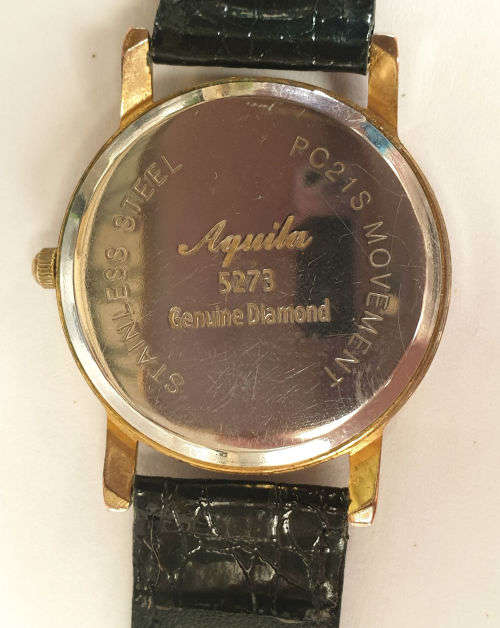 STAINLESS STEEL
PC21S MOVEMENT
Aquila
5273
Genuine Diamond